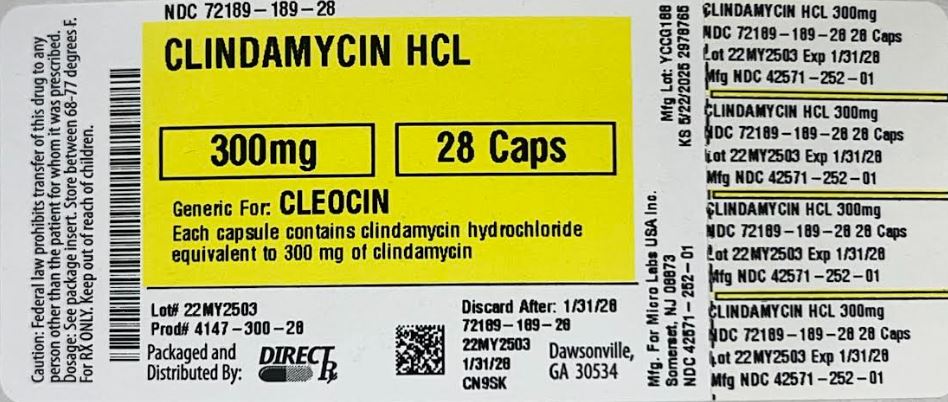 Caution: Federal law prohibits transfer of this drug to any
person other than the patient for whom it was prescribed.
Dosage: See package insert. Store between 68-77 degrees F.
For RX ONLY. Keep out of reach of children.
NDC 72189-189-28
CLINDAMYCIN HCL
300mg
28 Caps
Generic For: CLEOCIN
Each capsule contains clindamycin hydrochloride
equivalent to 300 mg of clindamycin
Lot# 22MY2503
Prod# 4147-300-28
Packaged and
Distributed By:
DIRECT Rx
Discard After: 1/31/28
72189-189-28
22MY2503
1/31/28
CN9SK
Dawsonville,
GA 30534
Mfg Lot: YCCG188
KS 5/22/2025 2978765
Mfg. For Micro Labs USA Inc.
Somerset, NJ 08873
NDC 42571-252-01
CLINDAMYCIN HCL 300mg
NDC 72189-189-28 28 Caps
Lot 22MY2503 Exp 1/31/28
Mfg NDC 42571-252-01
CLINDAMYCIN HCL 300mg
NDC 72189-189-28 28 Caps
Lot 22MY2503 Exp 1/31/28
Mfg NDC 42571-252-01
CLINDAMYCIN HCL 300mg
NDC 72189-189-28 28 Caps
Lot 22MY2503 Exp 1/31/28
Mfg NDC 42571-252-01
CLINDAMYCIN HCL 300mg
NDC 72189-189-28 28 Caps
Lot 22MY2503 Exp 1/31/28
Mfg NDC 42571-252-01